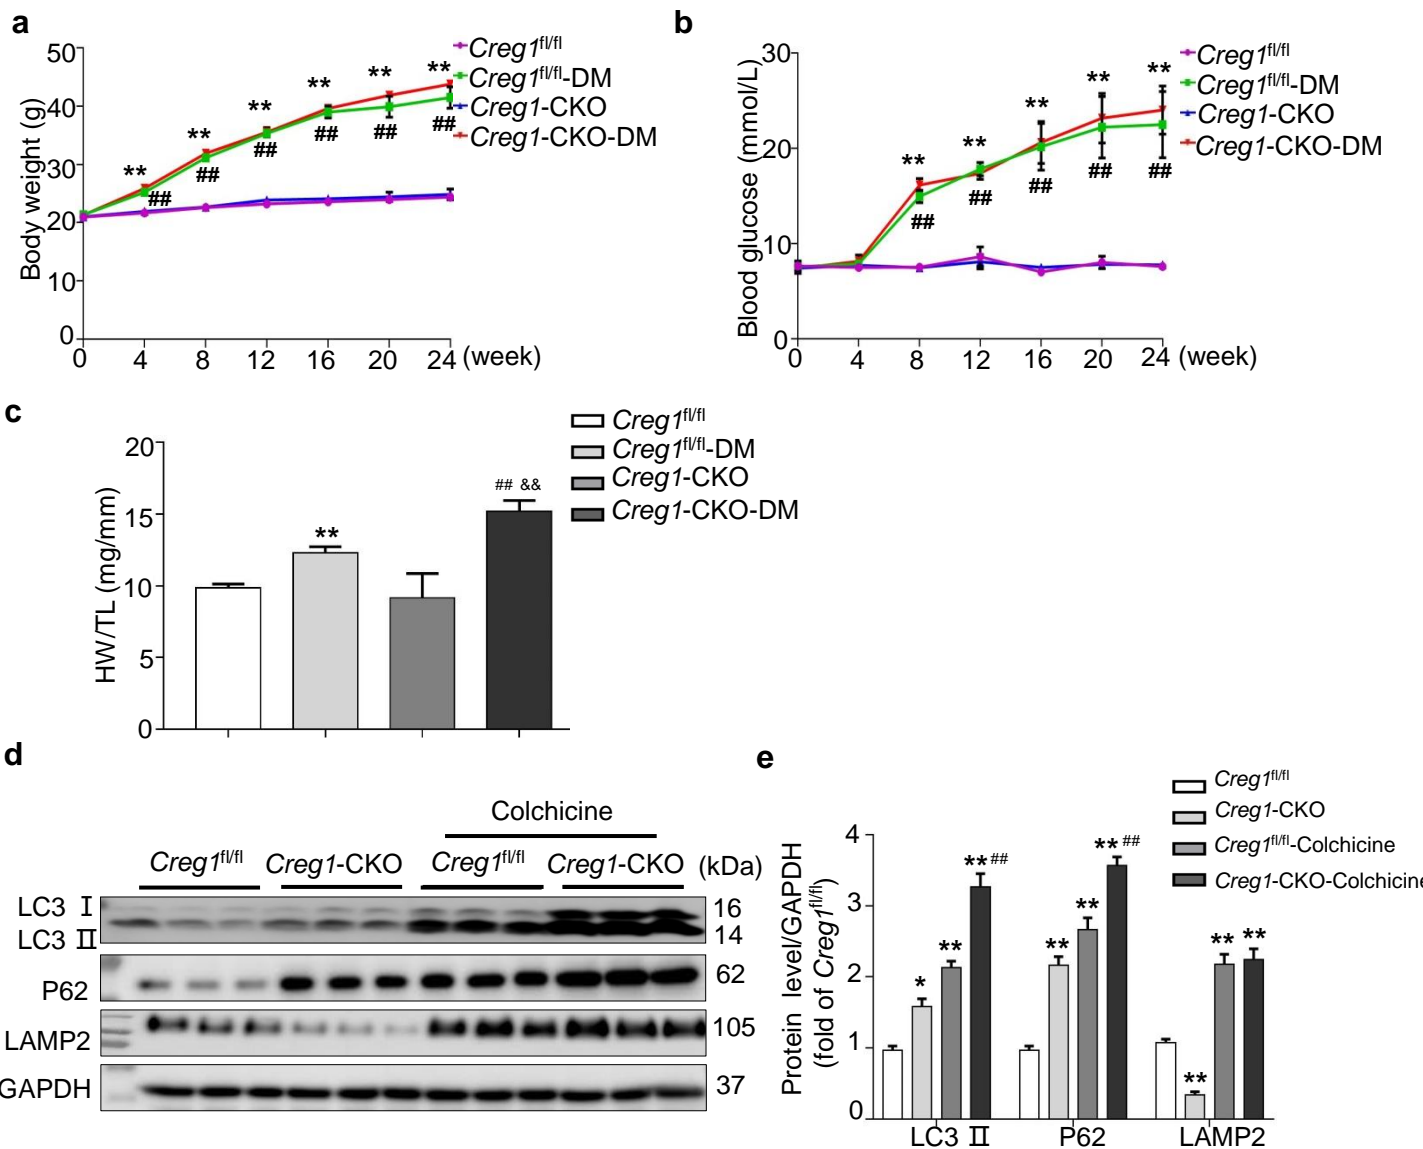 a
50
40
30
20
10
0
Body weight (g)
** ** ** ** ** **
## ## ## ## ## ##
0 4 8 12 16 20 24 (week)
Creg1fl/fl
Creg1fl/fl-DM
Creg1-CKO
Creg1-CKO-DM
b
30
20
10
0
Blood glucose (mmol/L)
** ** ** ** **
## ## ## ## ##
0 4 8 12 16 20 24 (week)
Creg1fl/fl
Creg1fl/fl-DM
Creg1-CKO
Creg1-CKO-DM
c
20
15
10
5
0
HW/TL (mg/mm)
**
## &&
Creg1fl/fl
Creg1fl/fl-DM
Creg1-CKO
Creg1-CKO-DM
d
Colchicine
Creg1fl/fl Creg1-CKO Creg1fl/fl Creg1-CKO (kDa)
LC3 Ⅰ 16
LC3 Ⅱ 14
P62 62
LAMP2 105
GAPDH 37
e
Creg1fl/fl
Creg1-CKO
Creg1fl/fl-Colchicine
Creg1-CKO-Colchicine
4
3
2
1
0
Protein level/GAPDH
(fold of Creg1fl/fl)
* ** **##
** ** **##
** ** **
LC3 Ⅱ P62 LAMP2